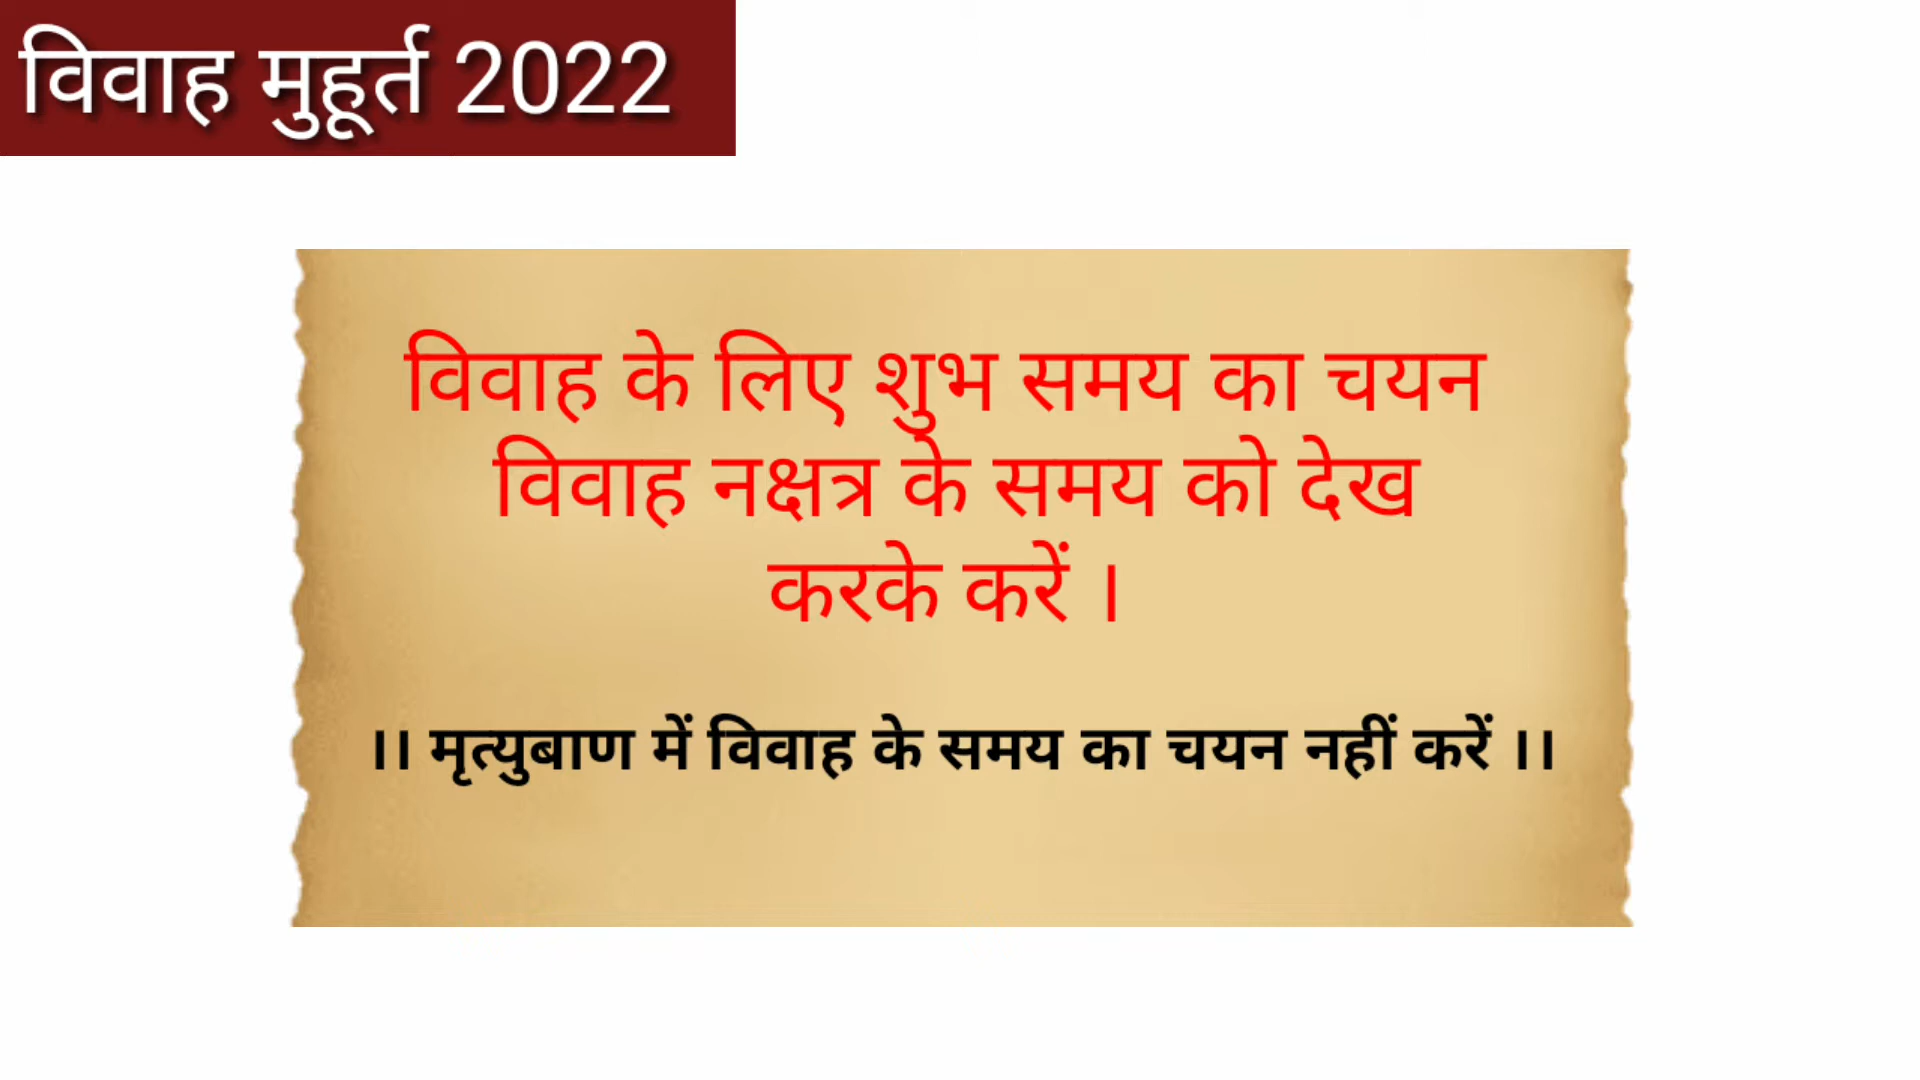 विवाह मुहूर्त 2022
विवाह के लिए शुभ समय का चयन
विवाह नक्षत्र के समय को देख
करके करें ।
।। मृत्युबाण में विवाह के समय का चयन नहीं करें ।।